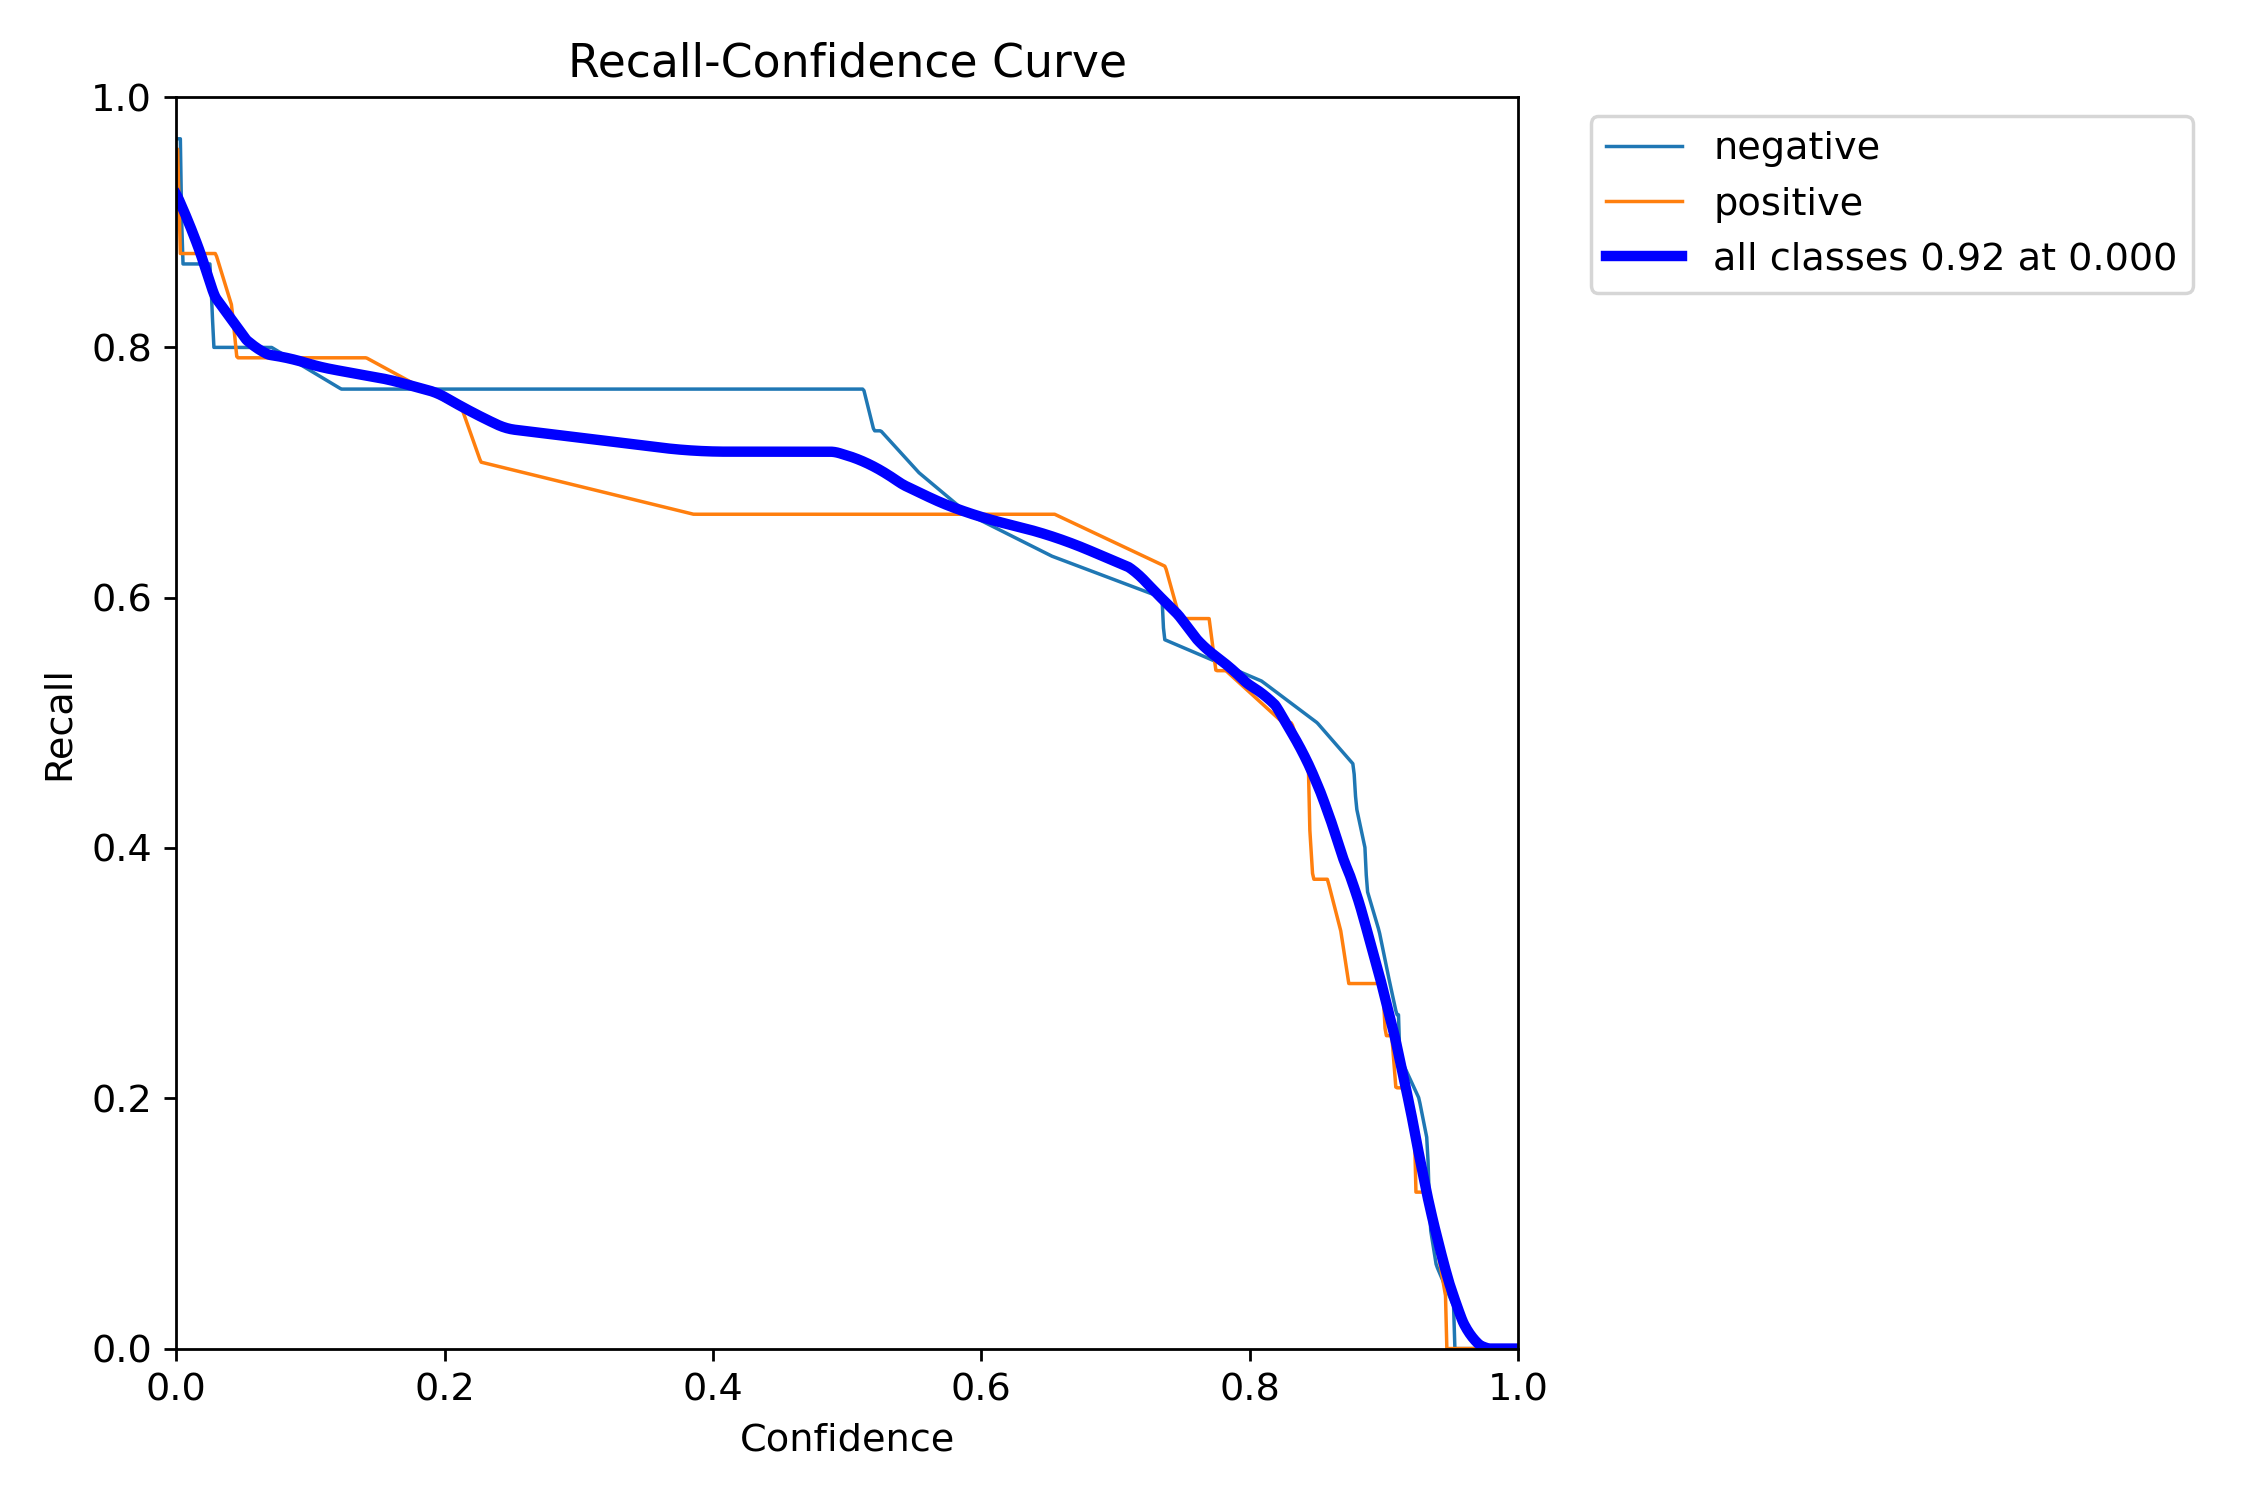 Recall-Confidence Curve
1.0
0.8
0.6
0.4
0.2
0.0
Recall
0.0 0.2 0.4 0.6 0.8 1.0
Confidence
negative
positive
all classes 0.92 at 0.000